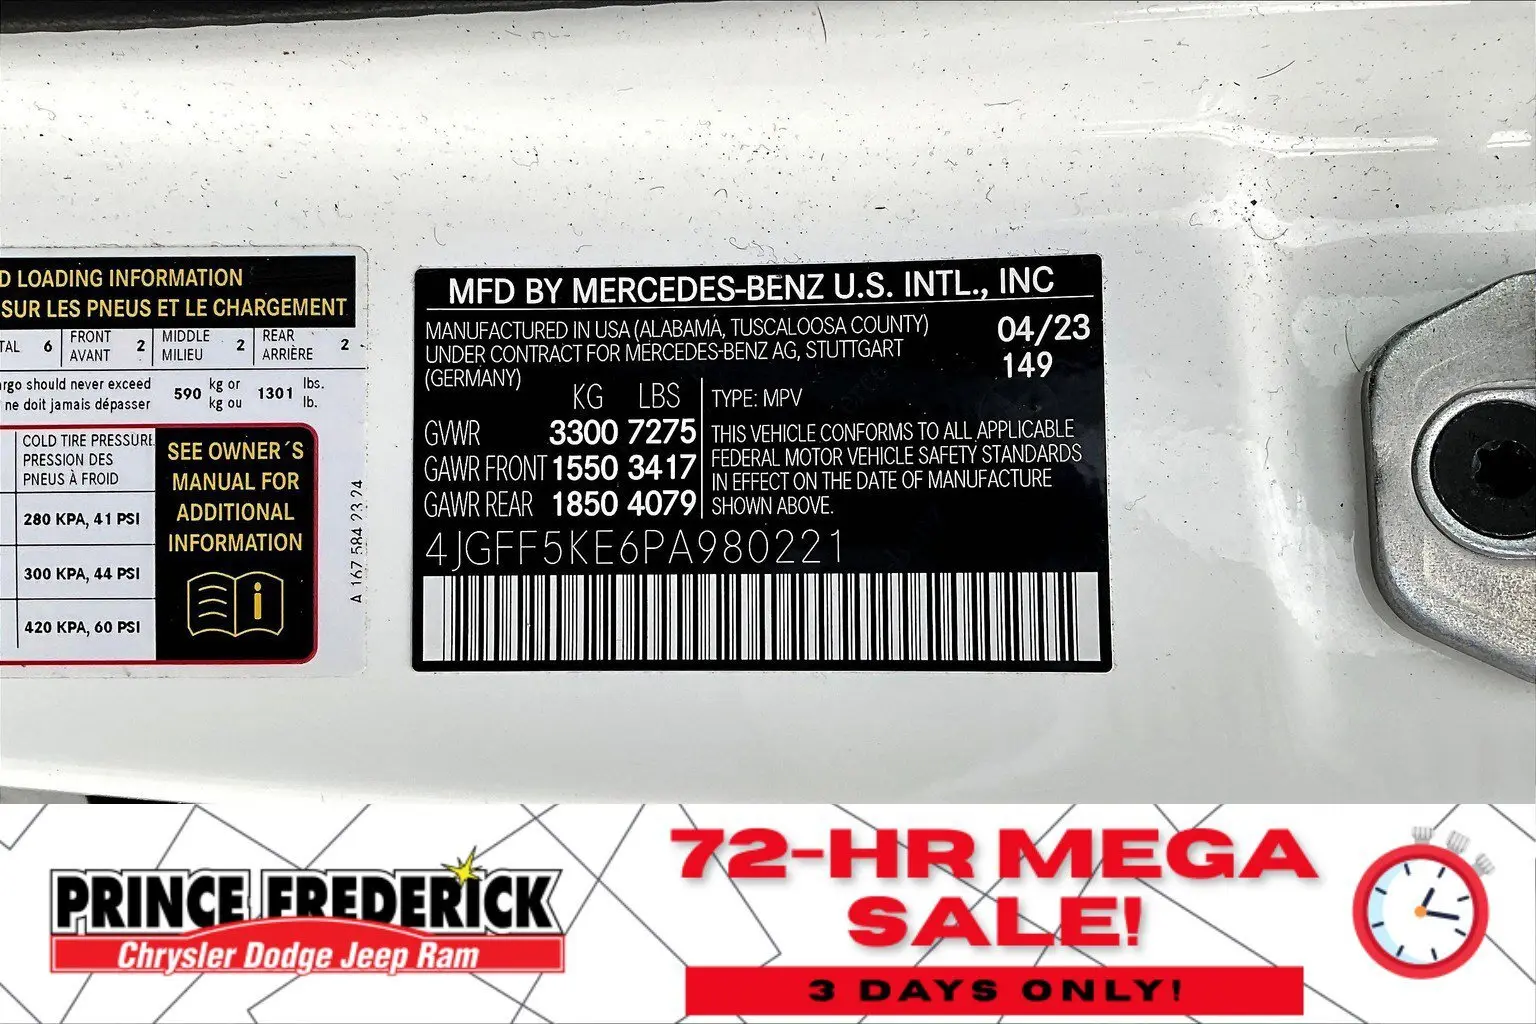 D LOADING INFORMATION
SUR LES PNEUS ET LE CHARGEMENT
TAL 6 FRONT AVANT 2 MIDDLE MILIEU 2 REAR ARRIÈRE 2
argo should never exceed 590 kg or 1301 lbs.
ne doit jamais dépasser kg ou lb.
COLD TIRE PRESSURE
PRESSION DES
PNEUS À FROID
280 KPA, 41 PSI
300 KPA, 44 PSI
420 KPA, 60 PSI
SEE OWNER´S
MANUAL FOR
ADDITIONAL
INFORMATION
i
A 167 584 23 24
MFD BY MERCEDES-BENZ U.S. INTL., INC
MANUFACTURED IN USA (ALABAMA, TUSCALOOSA COUNTY)
UNDER CONTRACT FOR MERCEDES-BENZ AG, STUTTGART
(GERMANY)
04/23
149
KG LBS
GVWR 3300 7275
GAWR FRONT 1550 3417
GAWR REAR 1850 4079
TYPE: MPV
THIS VEHICLE CONFORMS TO ALL APPLICABLE
FEDERAL MOTOR VEHICLE SAFETY STANDARDS
IN EFFECT ON THE DATE OF MANUFACTURE
SHOWN ABOVE.
4JGFF5KE6PA980221
PRINCE FREDERICK
Chrysler Dodge Jeep Ram
72-HR MEGA
SALE!
3 DAYS ONLY!